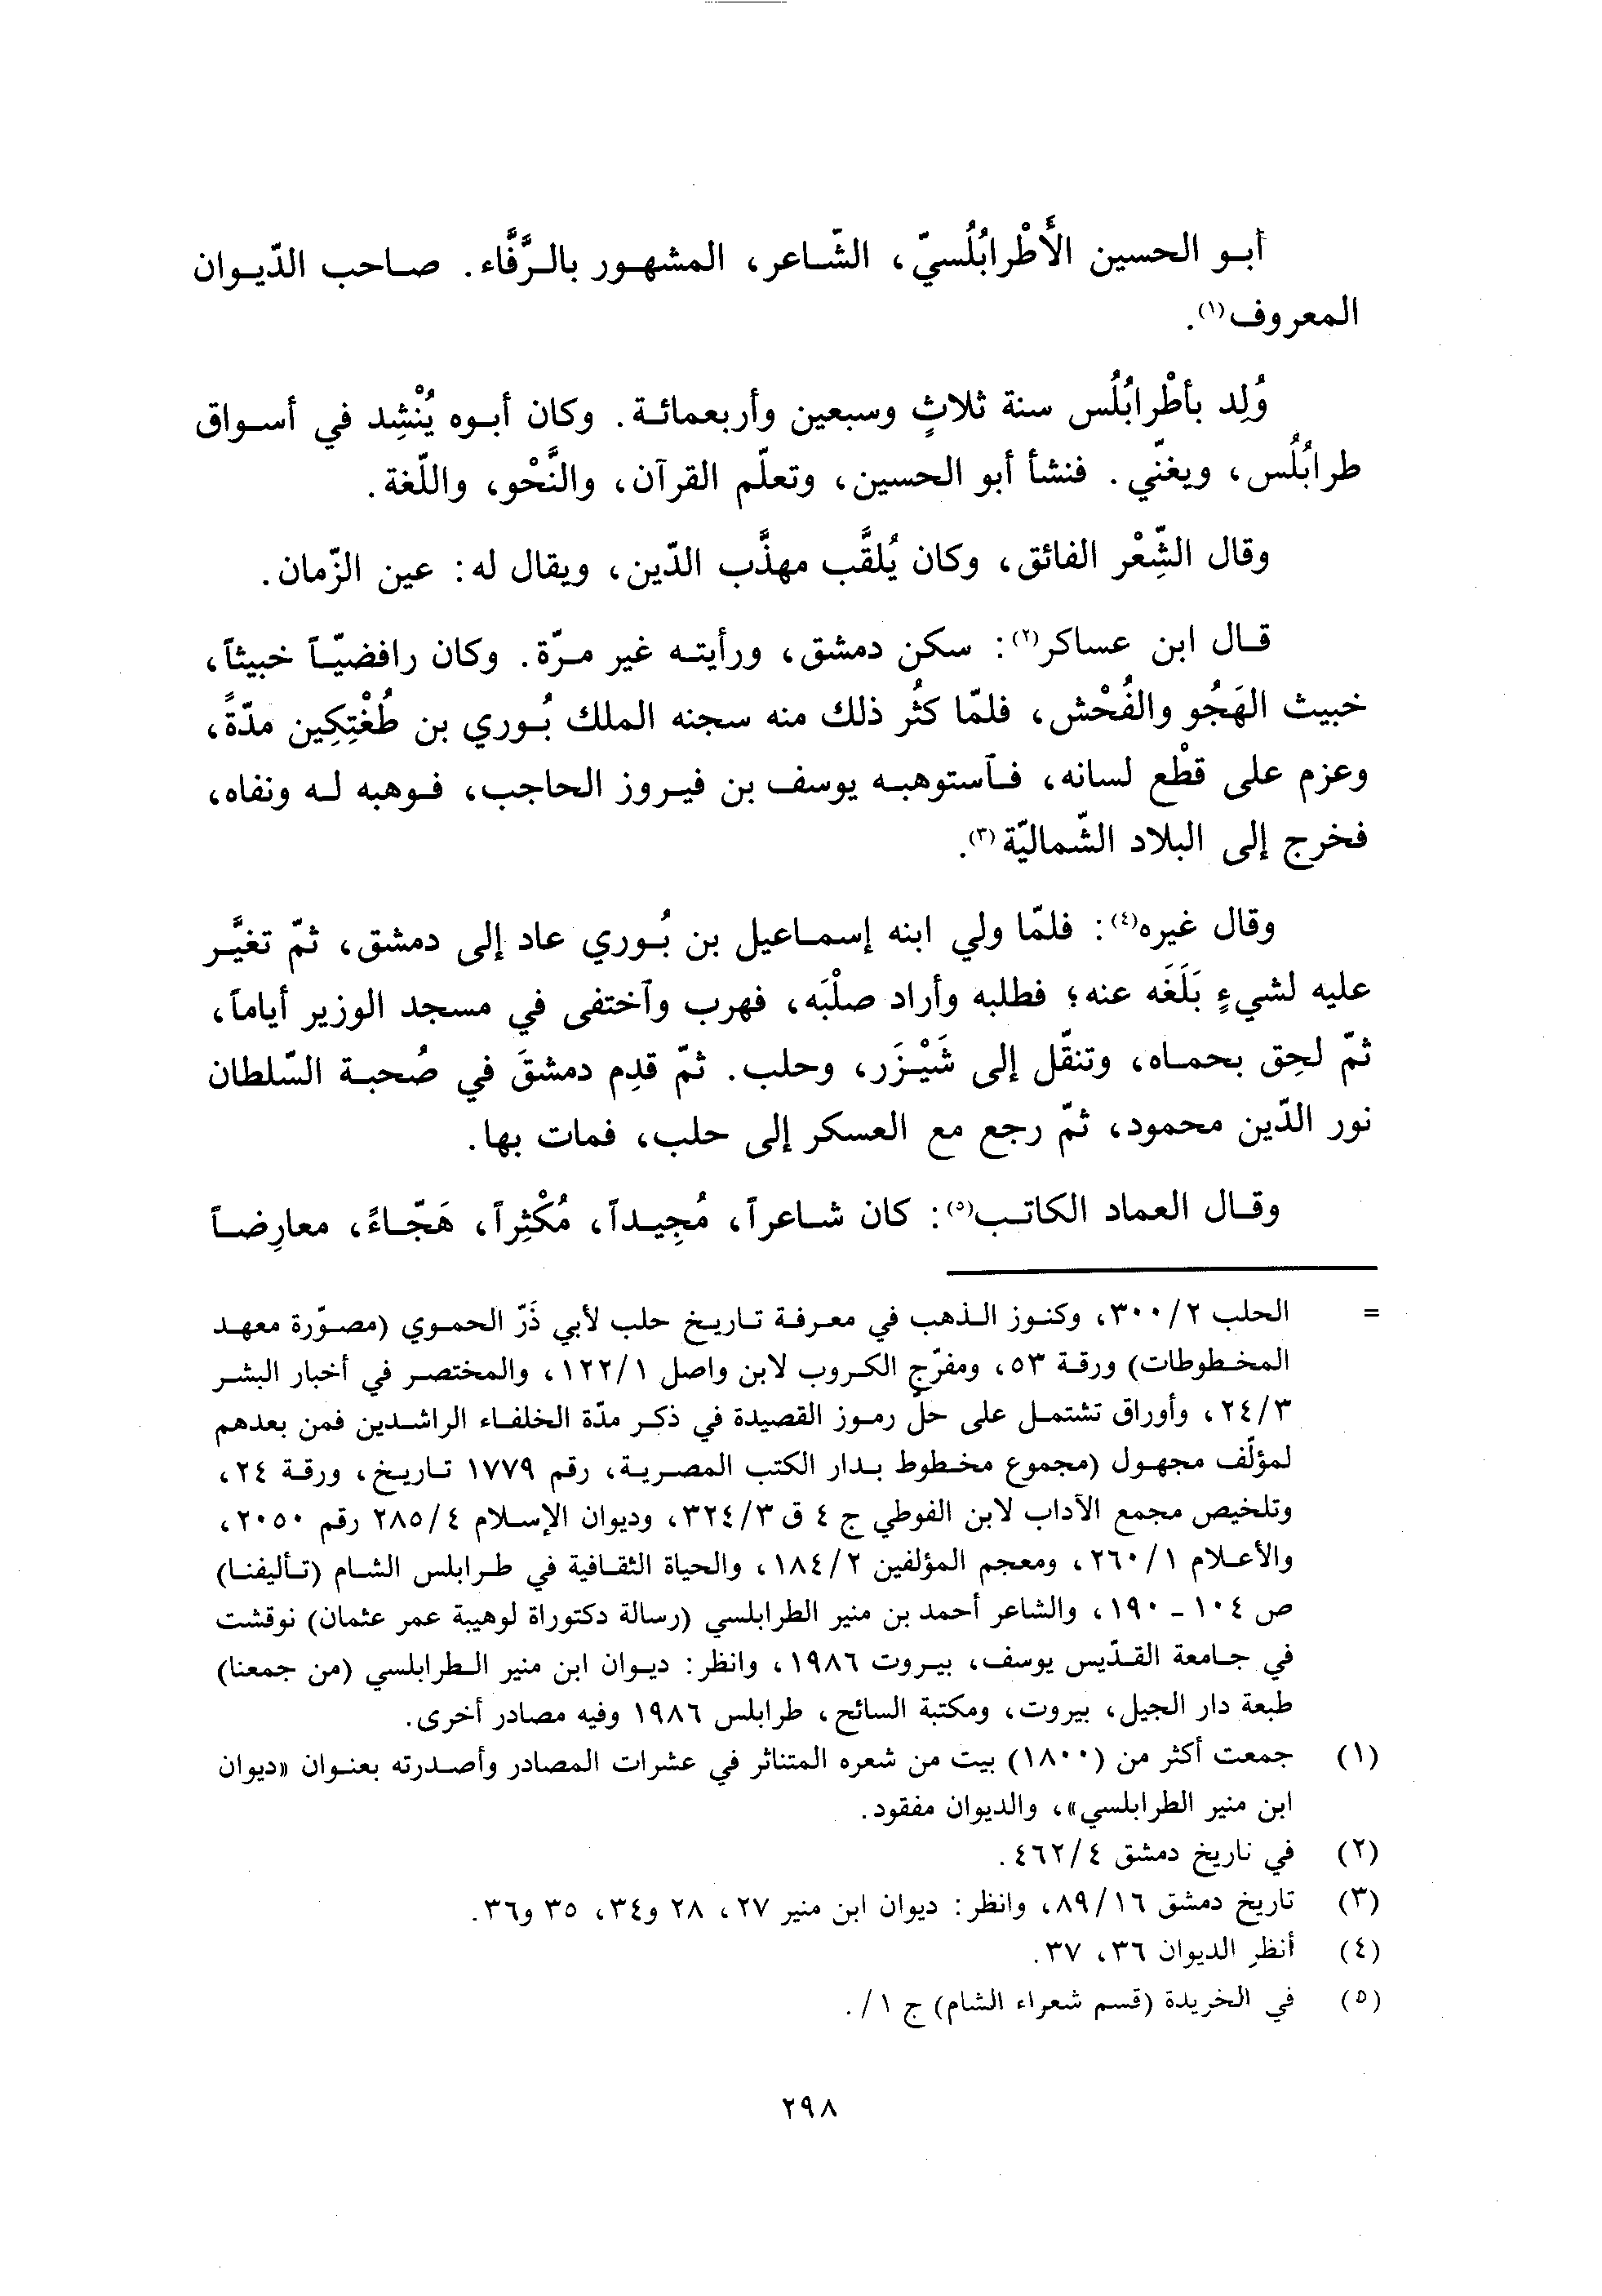 أبو الحسين الأَطْرابُلُسيّ، الشّاعر، المشهور بالرَّفَّاء. صاحب الدّيوان
المعروف(١).
وُلِد بأطْرابُلُس سنة ثلاثٍ وسبعين وأربعمائة. وكان أبوه يُنْشِد في أسواق
طرابُلُس، ويغنّي. فنشأ أبو الحسين، وتعلّم القرآن، والنَّحْو، واللّغة.
وقال الشِّعْر الفائق، وكان يُلقَّب مهذَّب الدّين، ويقال له: عين الزّمان.
قال ابن عساكر(٢): سكن دمشق، ورأيته غير مرّة. وكان رافضيّاً خبيثاً،
خبيث الهَجُو والفُحْش، فلمّا كثُر ذلك منه سجنه الملك بُوري بن طُغْتِكِين مدّةً،
وعزم على قطْع لسانه، فٱستوهبه يوسف بن فيروز الحاجب، فوهبه له ونفاه،
فخرج إلى البلاد الشّماليّة(٣).
وقال غيره(٤): فلمّا ولي ابنه إسماعيل بن بُوري عاد إلى دمشق، ثمّ تغيَّر
عليه لشيءٍ بَلَغَه عنه؛ فطلبه وأراد صلْبَه، فهرب وٱختفى في مسجد الوزير أياماً،
ثمّ لحِق بحماه، وتنقّل إلى شَيْزَر، وحلب. ثمّ قدِم دمشقَ في صُحبة السّلطان
نور الدّين محمود، ثمّ رجع مع العسكر إلى حلب، فمات بها.
وقال العماد الكاتب(٥): كان شاعراً، مُجِيداً، مُكْثِراً، هَجّاءً، معارِضاً
= الحلب ٣٠٠/٢، وكنوز الذهب في معرفة تاريخ حلب لأبي ذَرّ الحموي (مصوّرة معهد
المخطوطات) ورقة ٥٣، ومفرّج الكروب لابن واصل ١٢٢/١، والمختصر في أخبار البشر
٢٤/٣، وأوراق تشتمل على حلّ رموز القصيدة في ذكر مدّة الخلفاء الراشدين فمن بعدهم
لمؤلّف مجهول (مجموع مخطوط بدار الكتب المصرية، رقم ١٧٧٩ تاريخ، ورقة ٢٤،
وتلخيص مجمع الآداب لابن الفوطي ج ٤ ق ٣٢٤/٣، وديوان الإسلام ٢٨٥/٤ رقم ٢٠٥٠،
والأعلام ٢٦٠/١، ومعجم المؤلفين ١٨٤/٢، والحياة الثقافية في طرابلس الشام (تأليفنا)
ص ١٠٤ - ١٩٠، والشاعر أحمد بن منير الطرابلسي (رسالة دكتوراة لوهيبة عمر عثمان) نوقشت
في جامعة القدّيس يوسف، بيروت ١٩٨٦، وانظر: ديوان ابن منير الطرابلسي (من جمعنا)
طبعة دار الجيل، بيروت، ومكتبة السائح، طرابلس ١٩٨٦ وفيه مصادر أخرى.
(١) جمعت أكثر من (١٨٠٠) بيت من شعره المتناثر في عشرات المصادر وأصدرته بعنوان «ديوان
ابن منير الطرابلسي»، والديوان مفقود.
(٢) في تاريخ دمشق ٤٦٢/٤.
(٣) تاريخ دمشق ٨٩/١٦، وانظر: ديوان ابن منير ٢٧، ٢٨ و٣٤، ٣٥ و٣٦.
(٤) أنظر الديوان ٣٦، ٣٧.
(٥) في الخريدة (قسم شعراء الشام) ج ١/.
٢٩٨